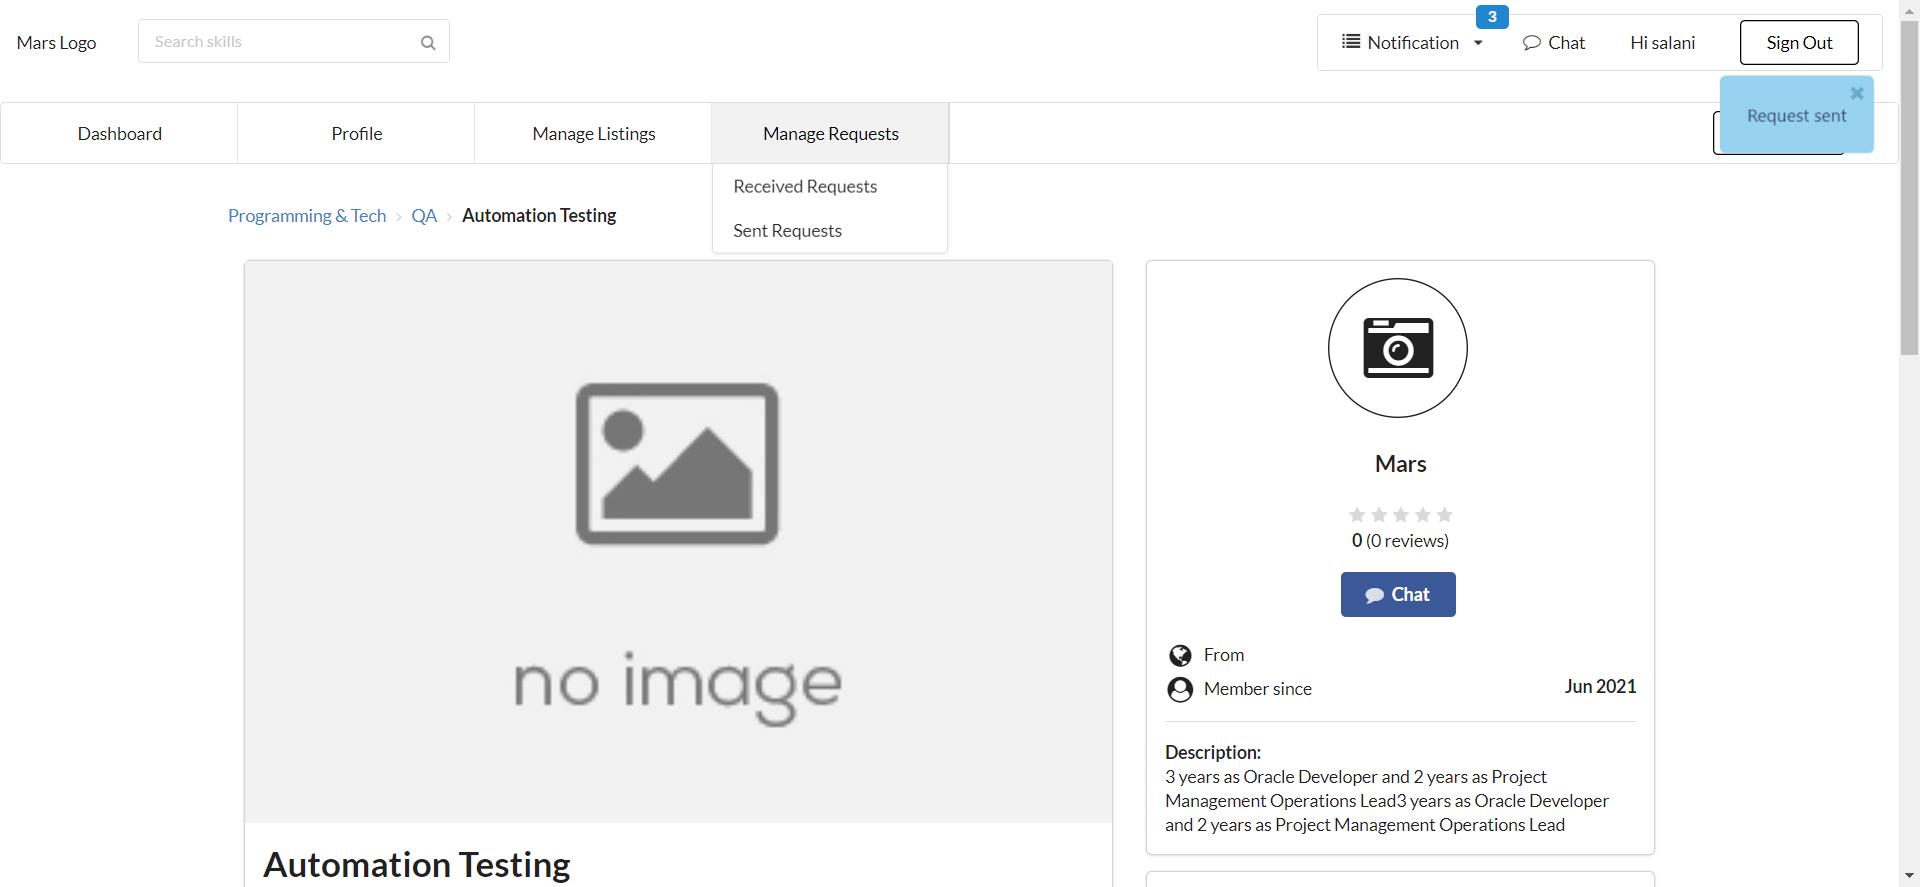 Mars Logo
Search skills
Notification
3
Chat
Hi salani
Sign Out
Request sent
Dashboard
Profile
Manage Listings
Manage Requests
Received Requests
Sent Requests
Programming & Tech
QA
Automation Testing
no image
Automation Testing
Mars
0 (0 reviews)
Chat
From
Member since
Jun 2021
Description:
3 years as Oracle Developer and 2 years as Project
Management Operations Lead3 years as Oracle Developer
and 2 years as Project Management Operations Lead